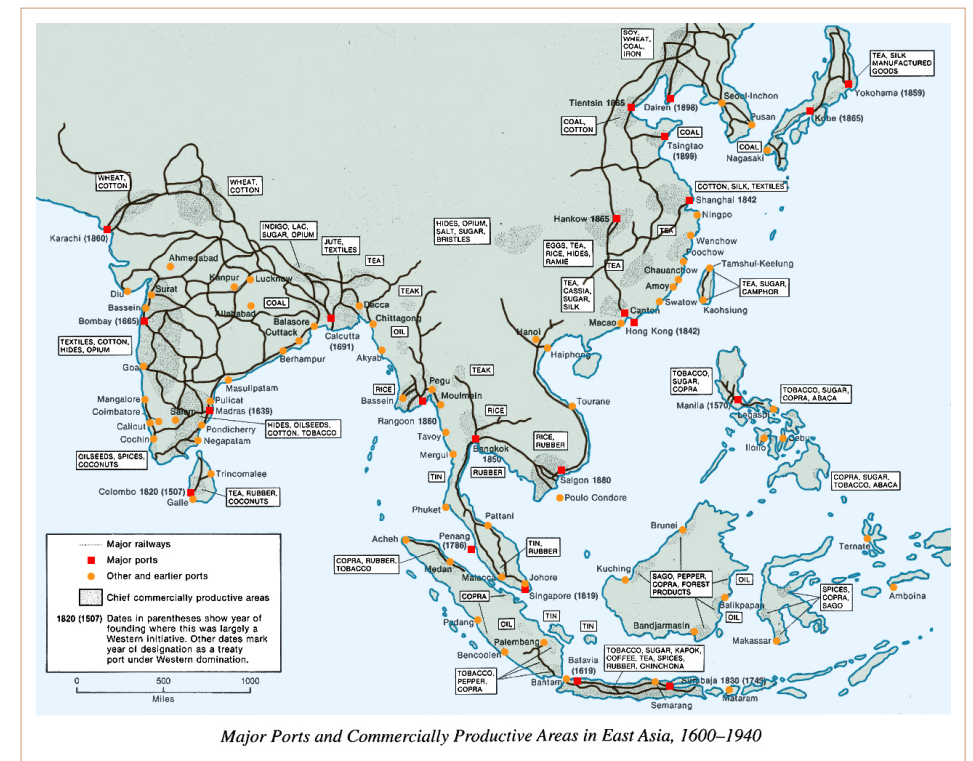 SOY,
WHEAT,
COAL,
IRON
TEA, SILK
MANUFACTURED
GOODS
Tientsin 1865
Dairen (1898)
Seoul-Inchon
Yokohama (1859)
Kobe (1865)
Pusan
COAL,
COTTON
COAL
Tsingtao
(1899)
COAL
Nagasaki
WHEAT,
COTTON
WHEAT,
COTTON
COTTON, SILK, TEXTILES
Shanghai 1842
Ningpo
Hankow 1865
HIDES, OPIUM,
SALT, SUGAR,
BRISTLES
INDIGO, LAC,
SUGAR, OPIUM
JUTE,
TEXTILES
TEA
Karachi (1860)
EGGS, TEA,
RICE, HIDES,
RAMIE
TEA
TEA
Wanchow
Foochow
Tamshui-Keelung
Chauanchow
Amoy
Swatow
TEA, SUGAR,
CAMPHOR
Kaohsiung
TEA,
CASSIA,
SUGAR,
SILK
Canton
Macao
Hong Kong (1842)
Ahmedabad
Kanpur
Lucknow
Diu
Surat
Bassein
Allahabad
COAL
Bombay (1665)
Balasore
Cuttack
Calcutta
(1691)
Dacca
Chittagong
TEAK
OIL
Akyab
Berhampur
TEXTILES, COTTON,
HIDES, OPIUM
Goa
Masulipatam
Hanoi
Haiphong
TEAK
RICE
Pegu
Bassein
Moulmein
Rangoon 1860
RICE
Tourane
TOBACCO,
SUGAR,
COPRA
Manila (1570)
TOBACCO, SUGAR,
COPRA, ABACA
Legaspi
Iloilo
Cebu
Mangalore
Coimbatore
Calicut
Cochin
Salem
Pulicat
Madras (1639)
HIDES, OILSEEDS,
COTTON, TOBACCO
Pondicherry
Negapatam
OILSEEDS, SPICES,
COCONUTS
Trincomalee
Colombo 1820 (1507)
Galle
TEA, RUBBER,
COCONUTS
Tavoy
Mergui
Bangkok
1850
RUBBER
RICE,
RUBBER
Saigon 1880
Poulo Condore
TIN
Phuket
Pattani
COPRA, SUGAR,
TOBACCO, ABACA
Acheh
Penang
(1786)
TIN,
RUBBER
COPRA, RUBBER,
TOBACCO
Medan
Malacca
Johore
Singapore (1819)
COPRA
Brunei
Kuching
SAGO, PEPPER,
COPRA, FOREST
PRODUCTS
OIL
Balikpapan
OIL
Bandjarmasin
Ternate
Amboina
SPICES,
COPRA,
SAGO
Makassar
Padang
OIL
TIN
TIN
Palembang
Bencoolen
TOBACCO,
PEPPER,
COPRA
Bantam
Batavia
(1619)
TOBACCO, SUGAR, KAPOK,
COFFEE, TEA, SPICES,
RUBBER, CHINCHONA
Surabaja 1830 (1743)
Semarang
Mataram
Major railways
Major ports
Other and earlier ports
Chief commercially productive areas
1820 (1507) Dates in parentheses show year of
founding where this was largely a
Western initiative. Other dates mark
year of designation as a treaty
port under Western domination.
0 500 1000
Miles
Major Ports and Commercially Productive Areas in East Asia, 1600–1940